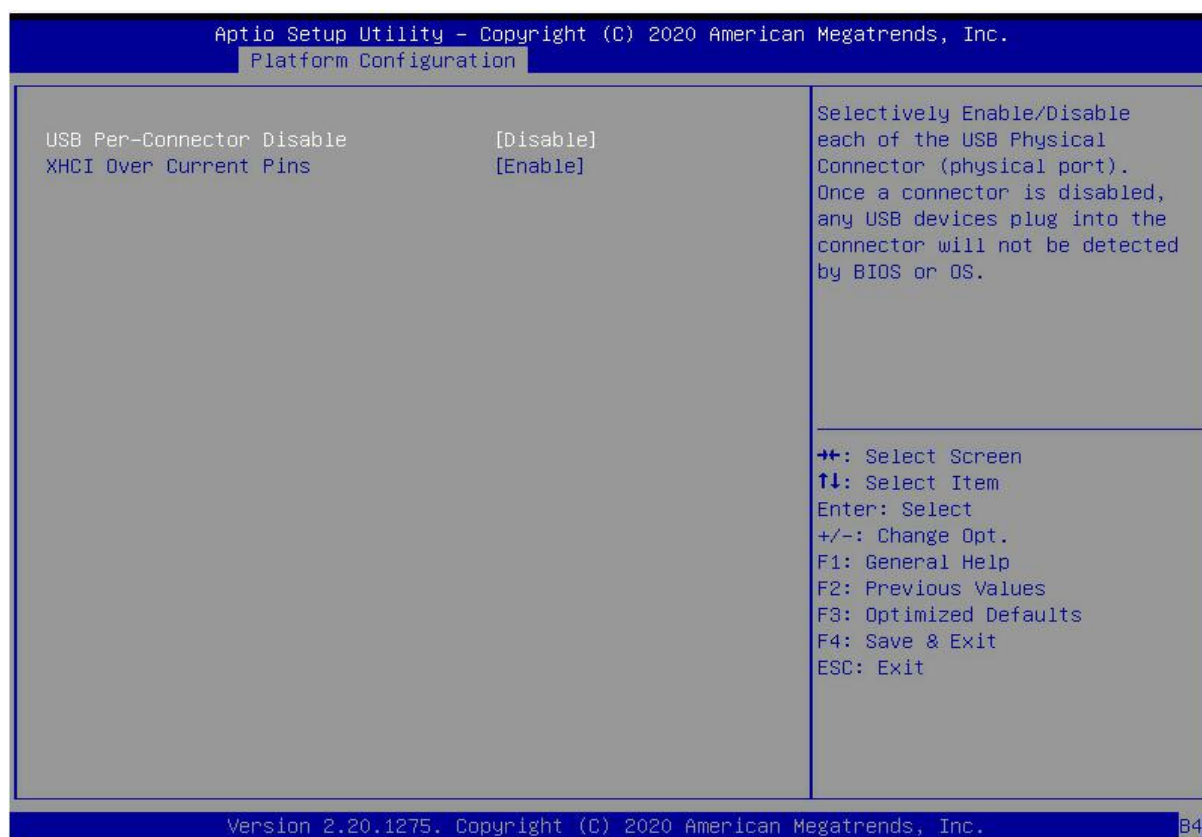 Aptio Setup Utility – Copyright (C) 2020 American Megatrends, Inc.
Platform Configuration
USB Per-Connector Disable [Disable]
XHCI Over Current Pins [Enable]
Selectively Enable/Disable
each of the USB Physical
Connector (physical port).
Once a connector is disabled,
any USB devices plug into the
connector will not be detected
by BIOS or OS.
→←: Select Screen
↑↓: Select Item
Enter: Select
+/-: Change Opt.
F1: General Help
F2: Previous Values
F3: Optimized Defaults
F4: Save & Exit
ESC: Exit
Version 2.20.1275. Copyright (C) 2020 American Megatrends, Inc.